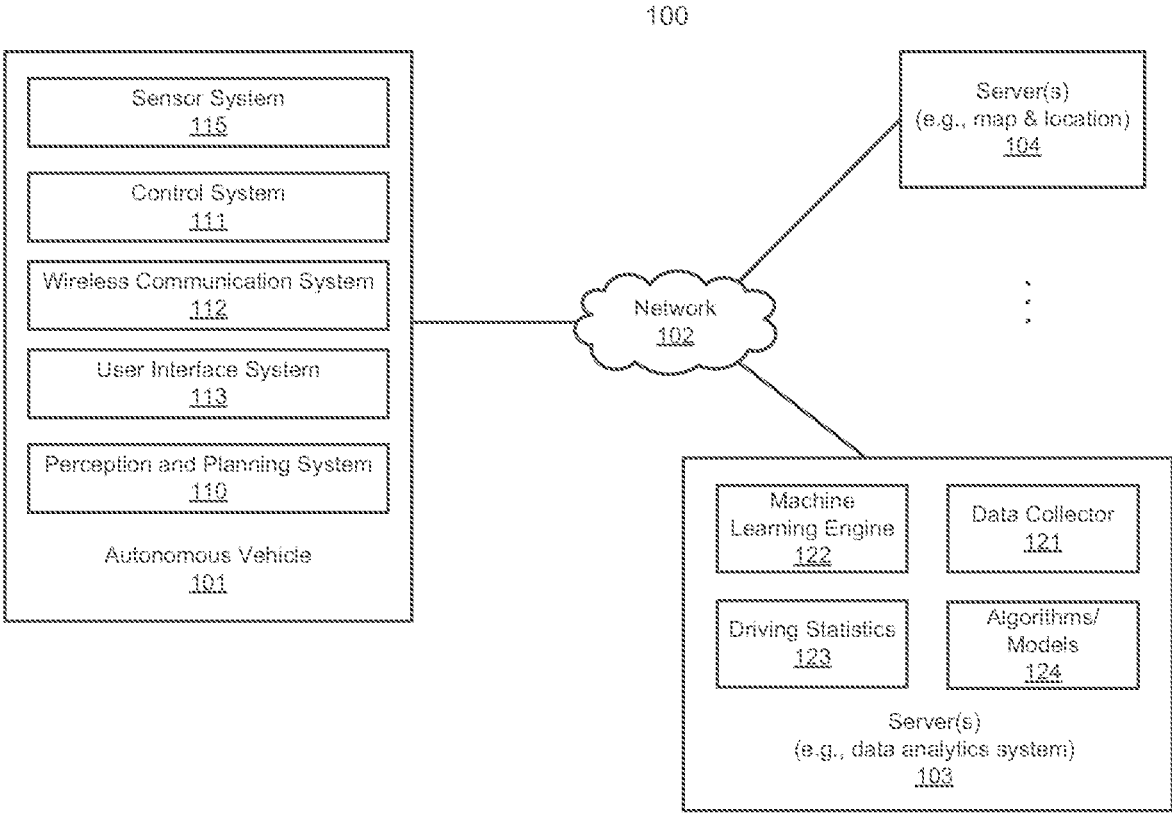 100
Sensor System
115
Control System
111
Wireless Communication System
112
User Interface System
113
Perception and Planning System
110
Autonomous Vehicle
101
Network
102
Server(s)
(e.g., map & location)
104
Machine
Learning Engine
122
Data Collector
121
Driving Statistics
123
Algorithms/
Models
124
Server(s)
(e.g., data analytics system)
103